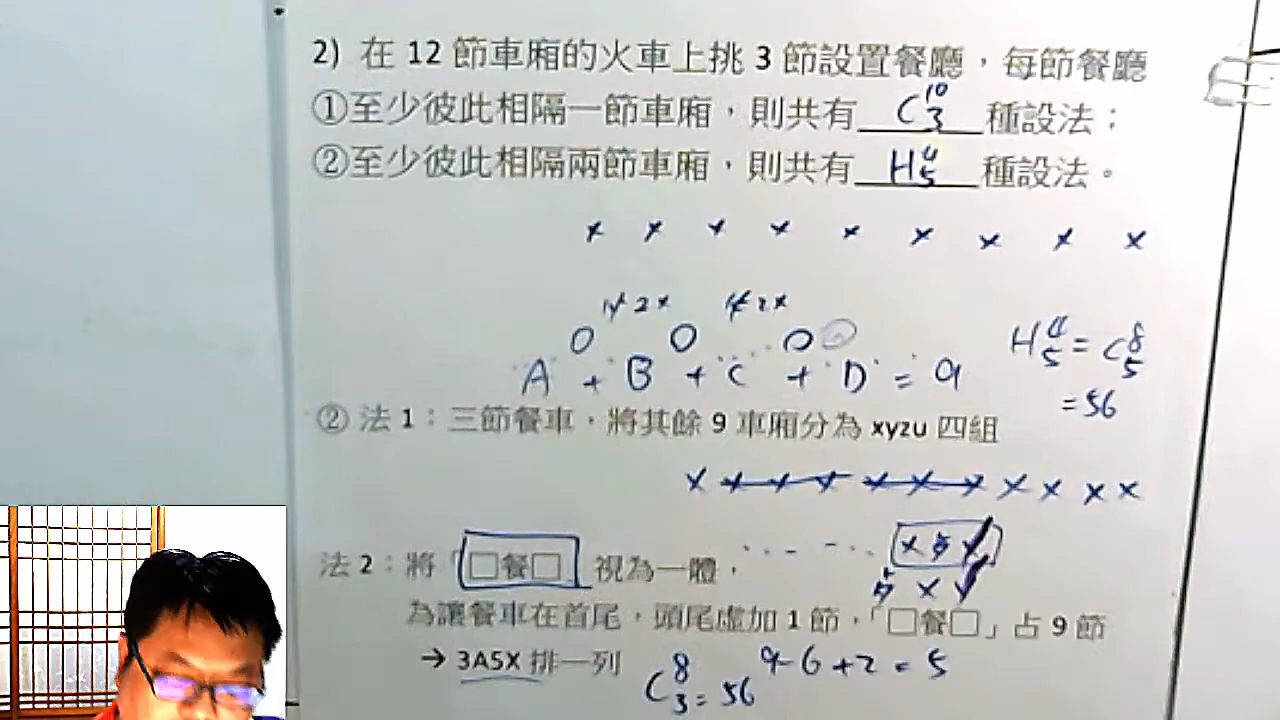 2) 在 12 節車廂的火車上挑 3 節設置餐廳，每節餐廳
①至少彼此相隔一節車廂，則共有 C¹⁰₃ 種設法；
②至少彼此相隔兩節車廂，則共有 H⁴₅ 種設法。
× × × × × × × × ×
2× 2×
O O O
A + B + C + D = 9
H⁴₅ = C⁸₅
= 56
② 法 1：三節餐車，將其餘 9 車廂分為 xyzu 四組
× × × × × × × × × × ×
法 2：將「□餐□」視為一體，
為讓餐車在首尾，頭尾虛加 1 節，「□餐□」占 9 節
→ 3A5X 排一列 C⁸₃ = 56 9-6+2=5